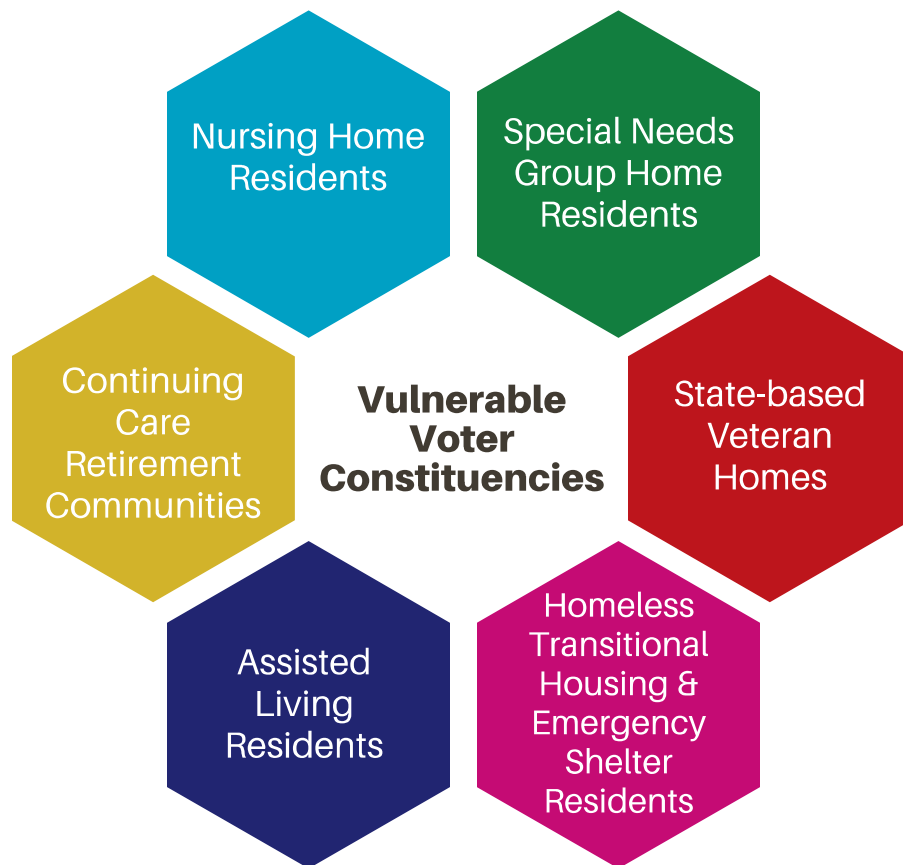 Nursing Home
Residents
Special Needs
Group Home
Residents
Continuing
Care
Retirement
Communities
Vulnerable
Voter
Constituencies
State-based
Veteran
Homes
Assisted
Living
Residents
Homeless
Transitional
Housing &
Emergency
Shelter
Residents